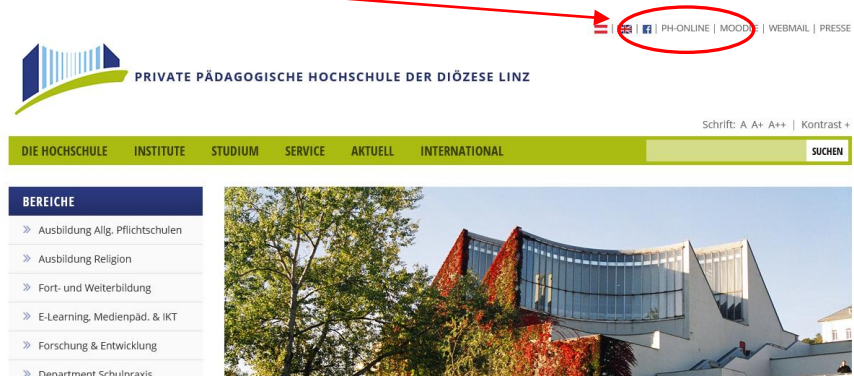 | | | PH-ONLINE | MOODLE | WEBMAIL | PRESSE
PRIVATE PÄDAGOGISCHE HOCHSCHULE DER DIÖZESE LINZ
Schrift: A A+ A++ | Kontrast +
DIE HOCHSCHULE INSTITUTE STUDIUM SERVICE AKTUELL INTERNATIONAL SUCHEN
BEREICHE
» Ausbildung Allg. Pflichtschulen
» Ausbildung Religion
» Fort- und Weiterbildung
» E-Learning, Medienpäd. & IKT
» Forschung & Entwicklung
» Department Schulpraxis